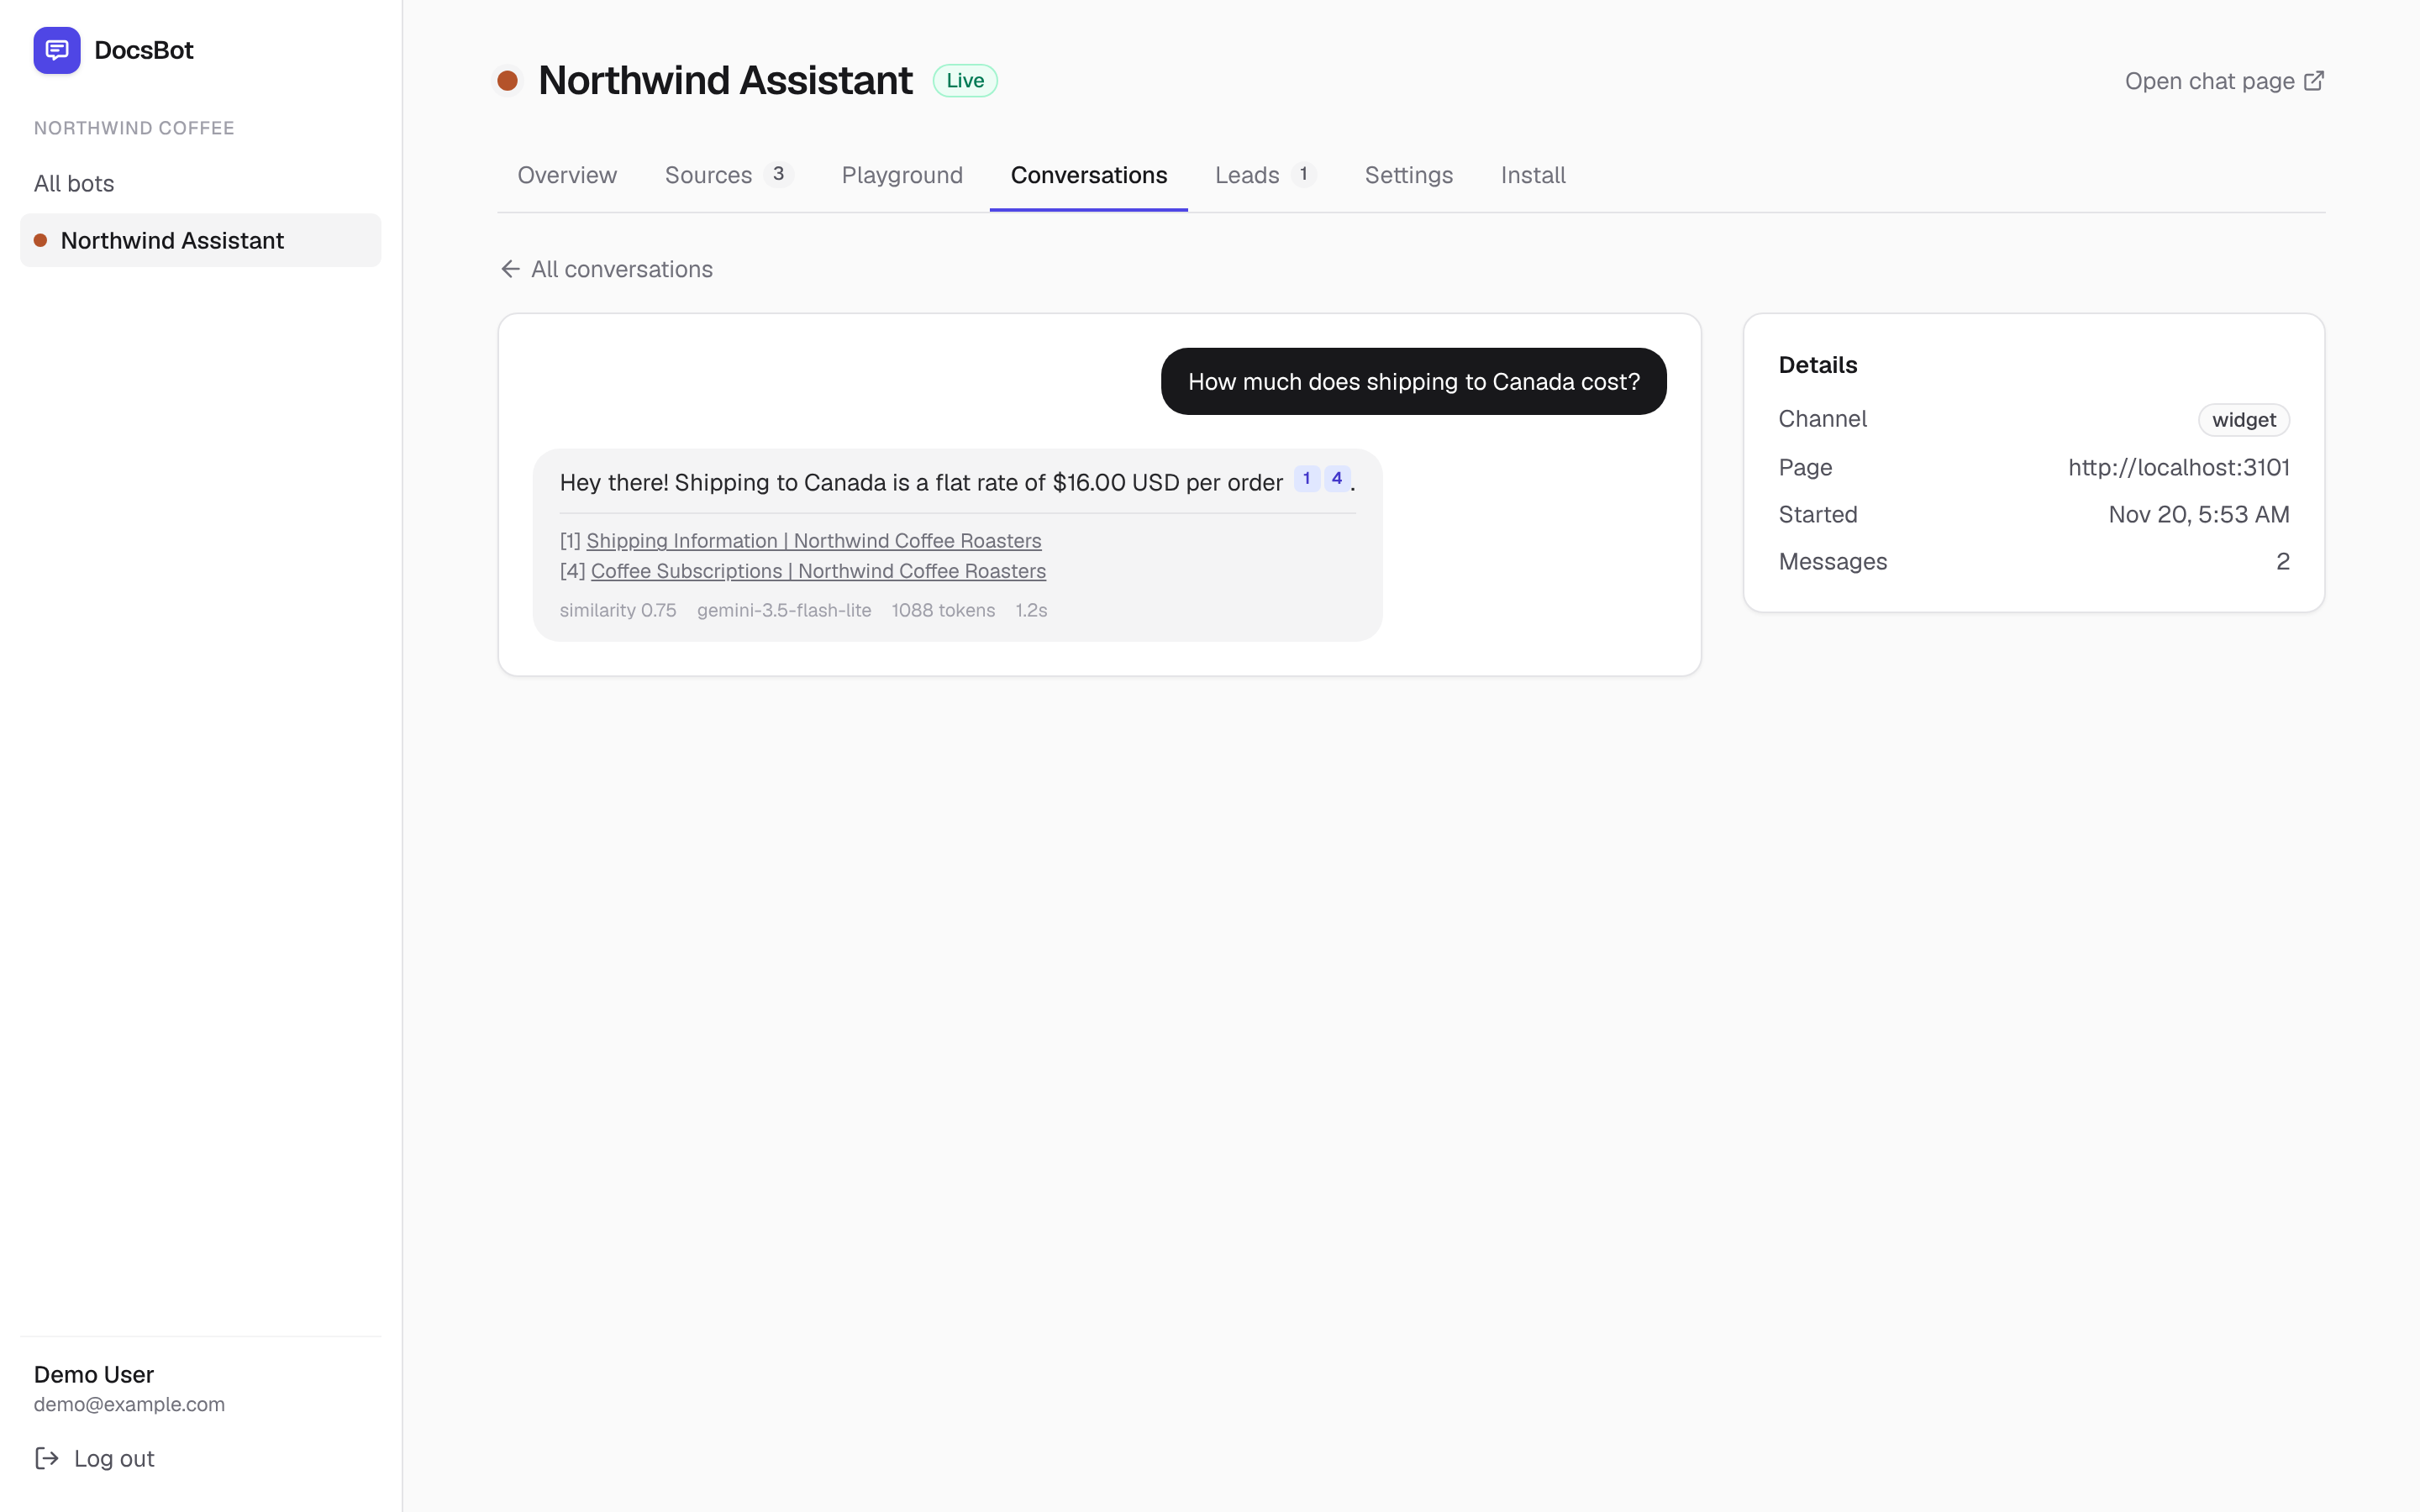 DocsBot
NORTHWIND COFFEE
All bots
Northwind Assistant
Demo User
demo@example.com
Log out
Northwind Assistant Live
Open chat page
Overview Sources 3 Playground Conversations Leads 1 Settings Install
All conversations
How much does shipping to Canada cost?
Hey there! Shipping to Canada is a flat rate of $16.00 USD per order 1 4.
[1] Shipping Information | Northwind Coffee Roasters
[4] Coffee Subscriptions | Northwind Coffee Roasters
similarity 0.75 gemini-3.5-flash-lite 1088 tokens 1.2s
Details
Channel widget
Page http://localhost:3101
Started Nov 20, 5:53 AM
Messages 2